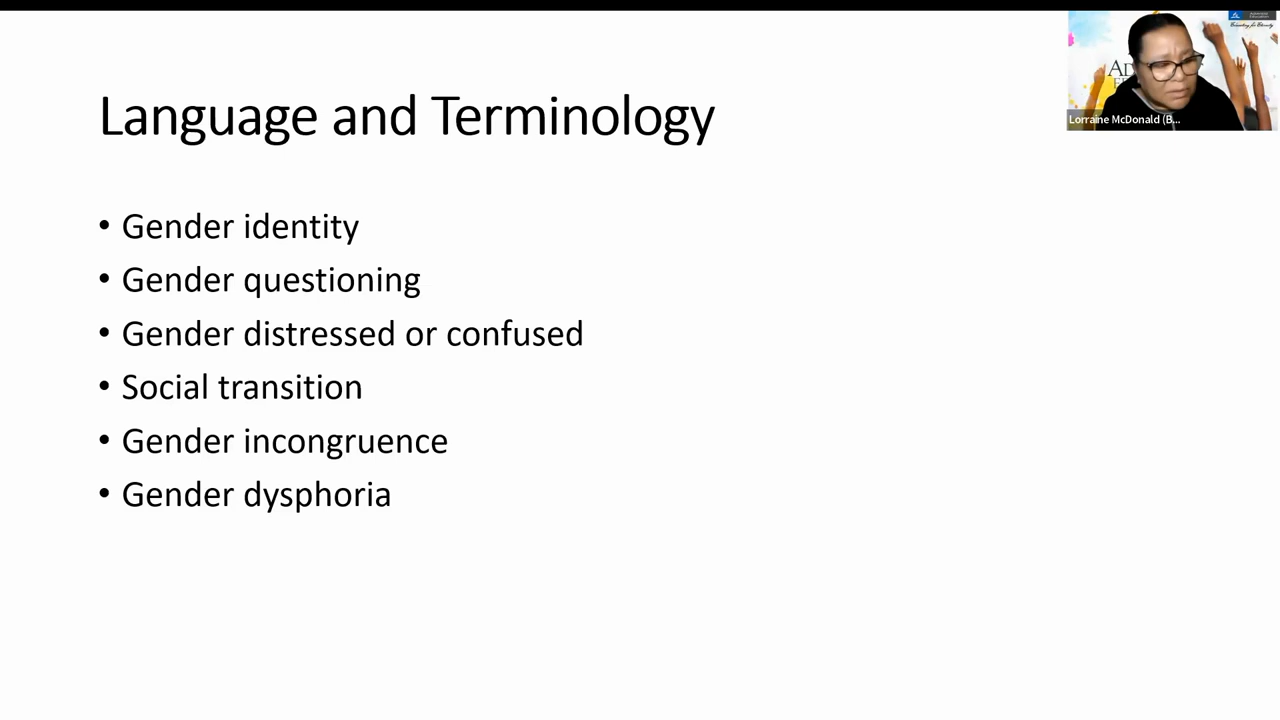 Language and Terminology
• Gender identity
• Gender questioning
• Gender distressed or confused
• Social transition
• Gender incongruence
• Gender dysphoria
Lorraine McDonald (B...